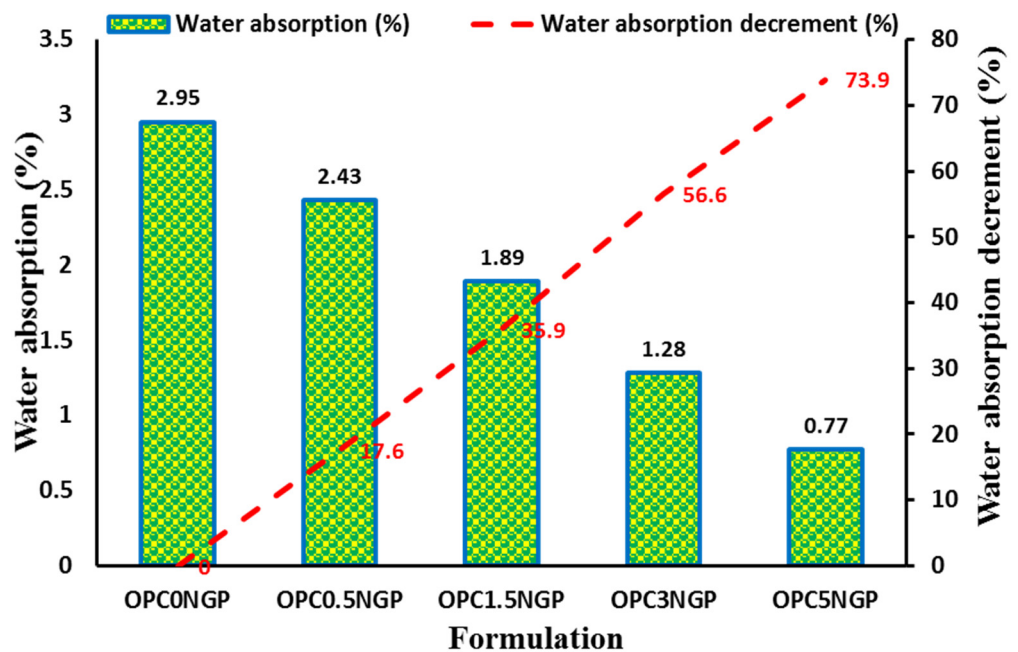 Water absorption (%)
Water absorption decrement (%)
Water absorption (%)
3.5
3
2.5
2
1.5
1
0.5
0
80
70
60
50
40
30
20
10
0
Water absorption decrement (%)
2.95
2.43
1.89
1.28
0.77
0
17.6
35.9
56.6
73.9
OPC0NGP
OPC0.5NGP
OPC1.5NGP
OPC3NGP
OPC5NGP
Formulation